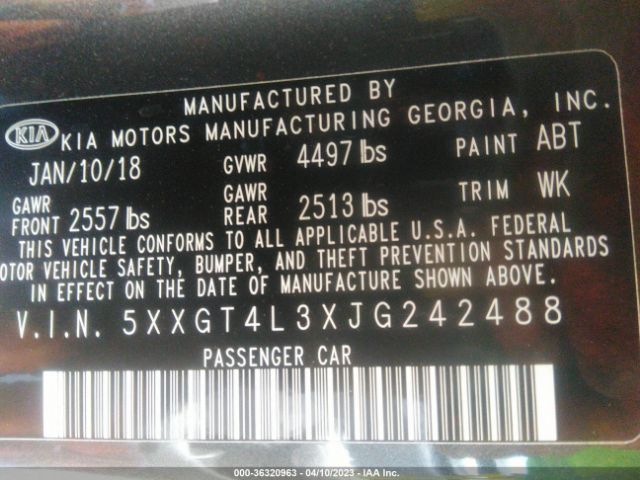 MANUFACTURED BY
KIA KIA MOTORS MANUFACTURING GEORGIA, INC.
JAN/10/18 GVWR 4497 lbs PAINT ABT
GAWR FRONT 2557 lbs GAWR REAR 2513 lbs TRIM WK
THIS VEHICLE CONFORMS TO ALL APPLICABLE U.S.A. FEDERAL
OTOR VEHICLE SAFETY, BUMPER, AND THEFT PREVENTION STANDARDS
IN EFFECT ON THE DATE OF MANUFACTURE SHOWN ABOVE.
V.I.N. 5XXGT4L3XJG242488
PASSENGER CAR
000-36320963 - 04/10/2023 - IAA Inc.